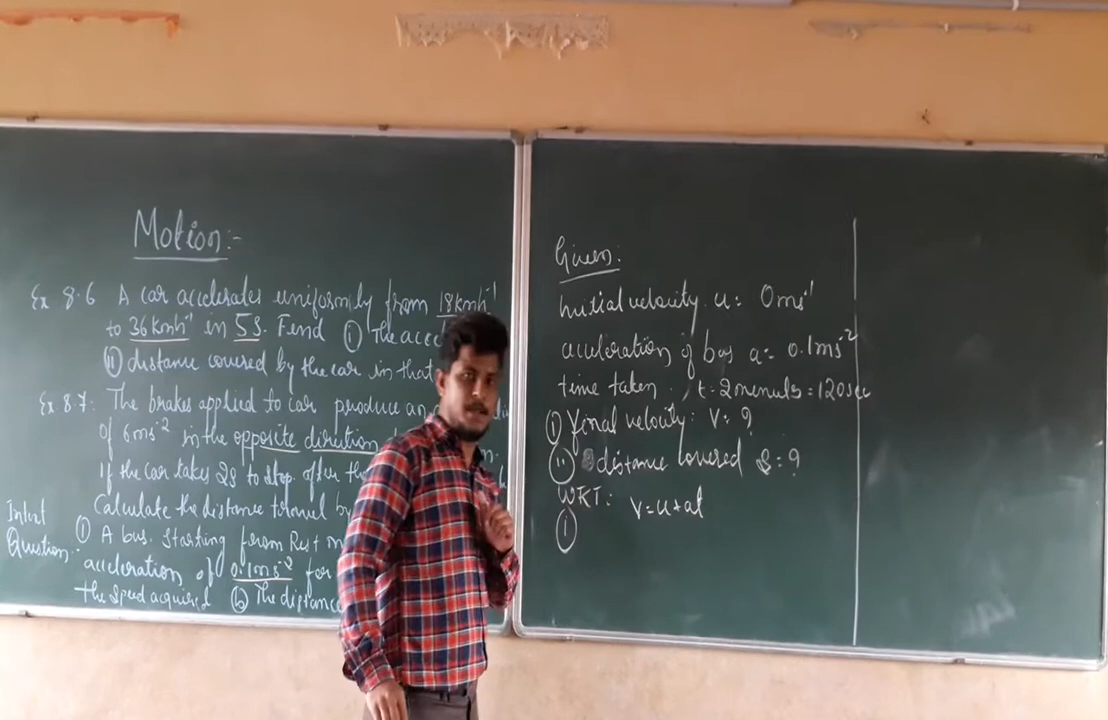 Motion:-
Ex 8.6 A car accelerates uniformly from 18kmh⁻¹
to 36kmh⁻¹ in 5s. Find ⓘ The acce
ⓘⓘ distance covered by the car in that
Ex 8.7: The brakes applied to car produce an
of 6ms⁻² in the opposite direction
If the car takes 2s to stop after th
Calculate the distance travel by
Intext Question: ① A bus starting from Rest m
acceleration of 0.1ms⁻² for
the speed acquired ⓑ The distance
Given:
Initial velocity u = 0ms⁻¹
acceleration of bus a = 0.1ms⁻²
time taken, t = 2 minuts = 120sec
ⓘ final velocity: V = ?
ⓘⓘ distance covered S = ?
WKT: V=u+at
ⓘ